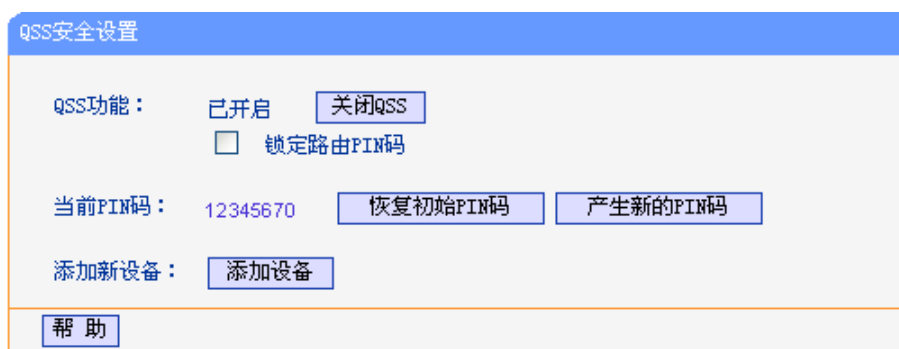 QSS安全设置
QSS功能： 已开启 关闭QSS
锁定路由PIN码
当前PIN码： 12345670 恢复初始PIN码 产生新的PIN码
添加新设备： 添加设备
帮 助